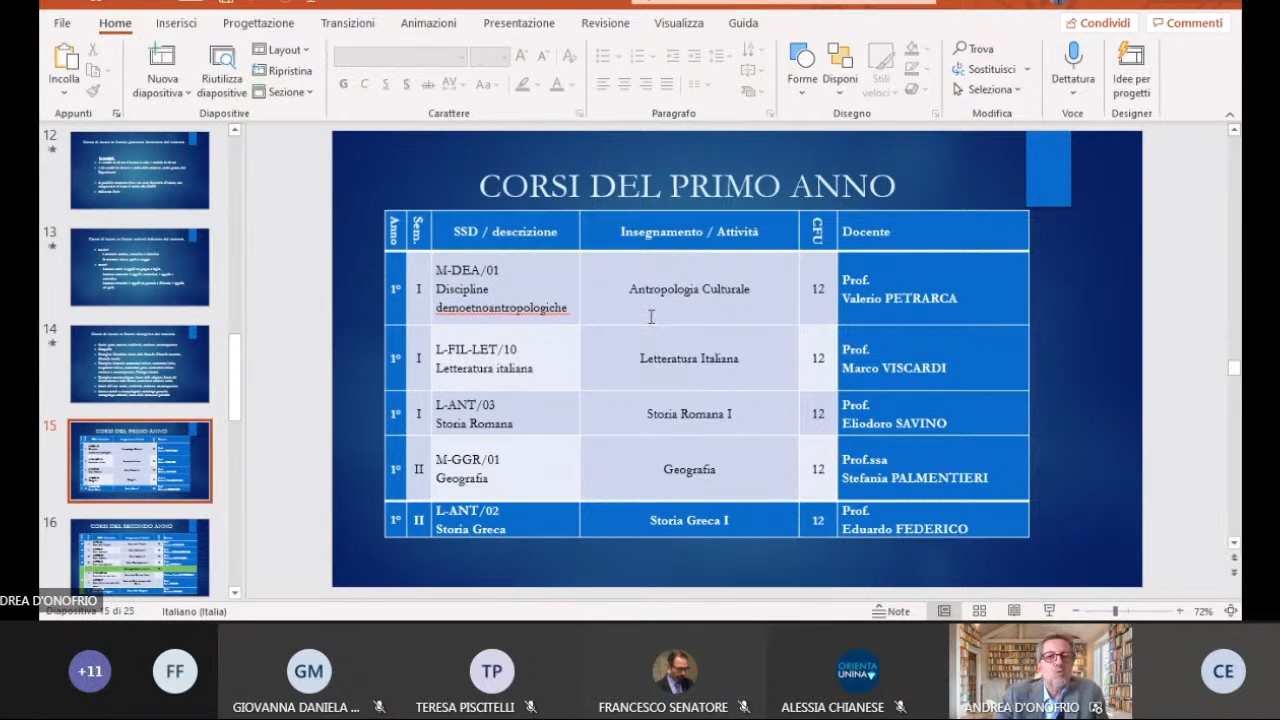 File Home Inserisci Progettazione Transizioni Animazioni Presentazione Revisione Visualizza Guida Condividi Commenti
Incolla
Nuova diapositiva
Riutilizza diapositive
Layout
Ripristina
Sezione
G C S S ab AV Aa A
Forme
Disponi
Stili veloci
Trova
Sostituisci
Seleziona
Dettatura
Idee per progetti
Appunti Diapositive Carattere Paragrafo Disegno Modifica Voce Designer
12
13
14
15
CORSI DEL PRIMO ANNO
16
CORSI DEL SECONDO ANNO
CORSI DEL PRIMO ANNO
Anno Sem. SSD / descrizione Insegnamento / Attività CFU Docente
1° I M-DEA/01 Discipline demoetnoantropologiche Antropologia Culturale 12 Prof. Valerio PETRARCA
1° I L-FIL-LET/10 Letteratura italiana Letteratura Italiana 12 Prof. Marco VISCARDI
1° I L-ANT/03 Storia Romana Storia Romana I 12 Prof. Eliodoro SAVINO
1° II M-GGR/01 Geografia Geografia 12 Prof.ssa Stefania PALMENTIERI
1° II L-ANT/02 Storia Greca Storia Greca I 12 Prof. Eduardo FEDERICO
DREA D'ONOFRIO
Diapositiva 15 di 25 Italiano (Italia) Note 72%
+11 FF GM TP ORIENTA UNINA CE
GIOVANNA DANIELA ... TERESA PISCITELLI FRANCESCO SENATORE ALESSIA CHIANESE ANDREA D'ONOFRIO